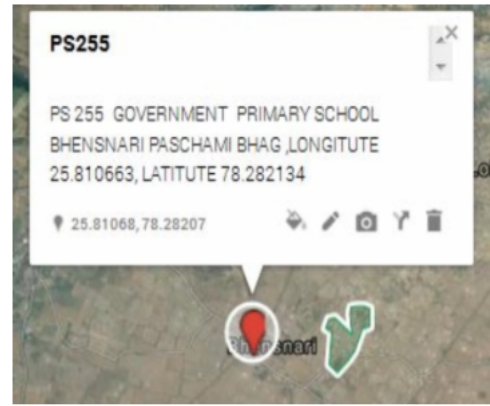 PS255
PS 255 GOVERNMENT PRIMARY SCHOOL
BHENSNARI PASCHAMI BHAG ,LONGITUTE
25.810663, LATITUTE 78.282134
25.81068,78.28207
Bhensnari